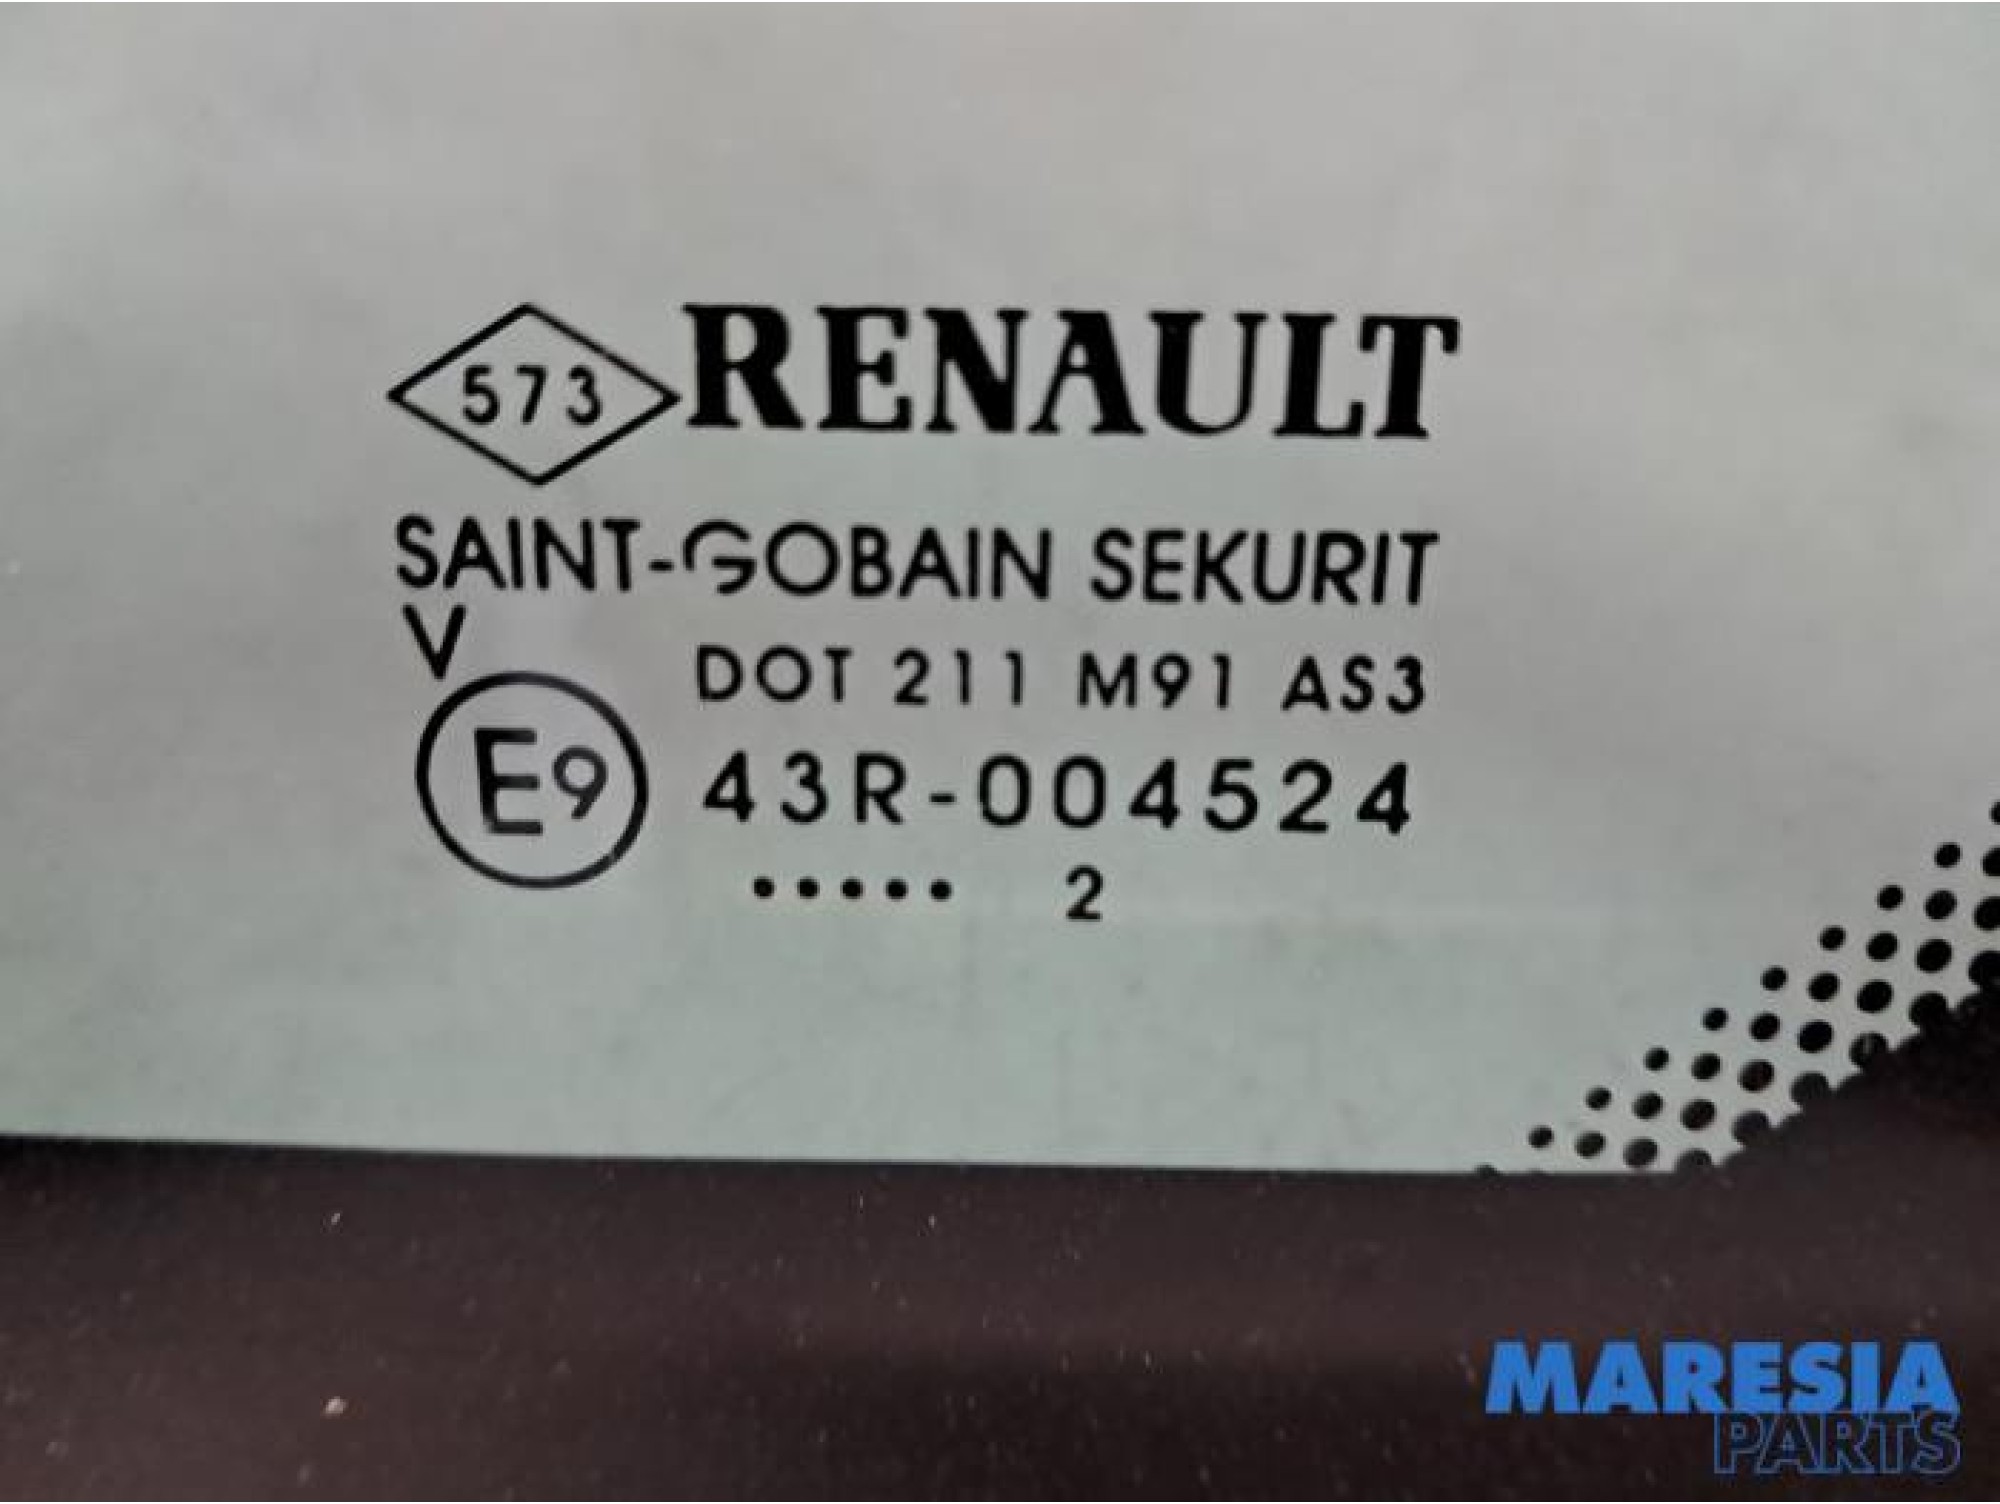 573 RENAULT
SAINT-GOBAIN SEKURIT
V
DOT 211 M91 AS3
E9 43R-004524
..... 2
MARESIA
PARTS